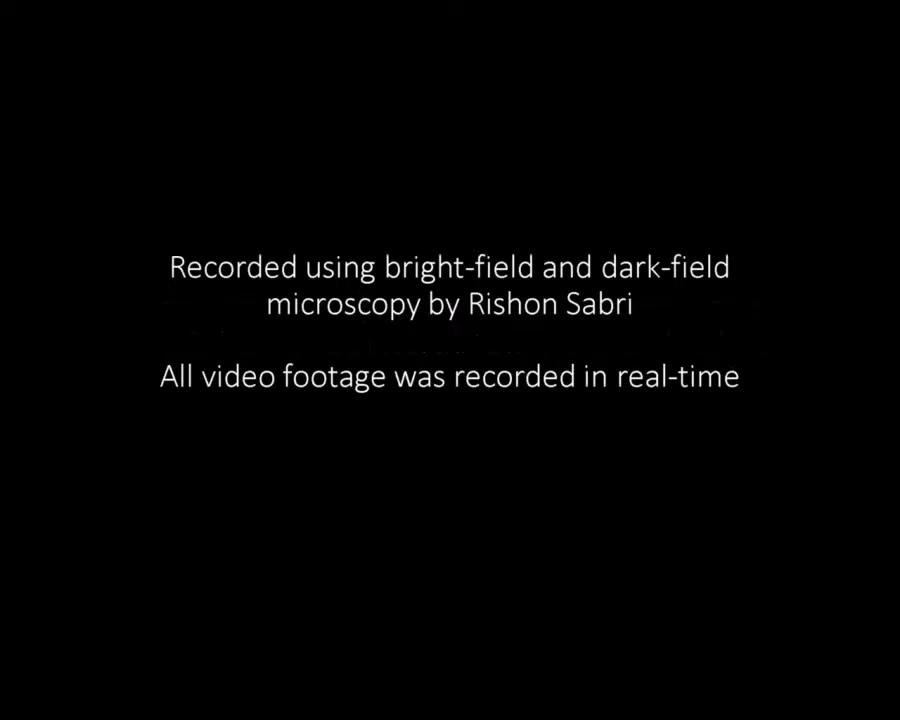 Recorded using bright-field and dark-field
microscopy by Rishon Sabri
All video footage was recorded in real-time